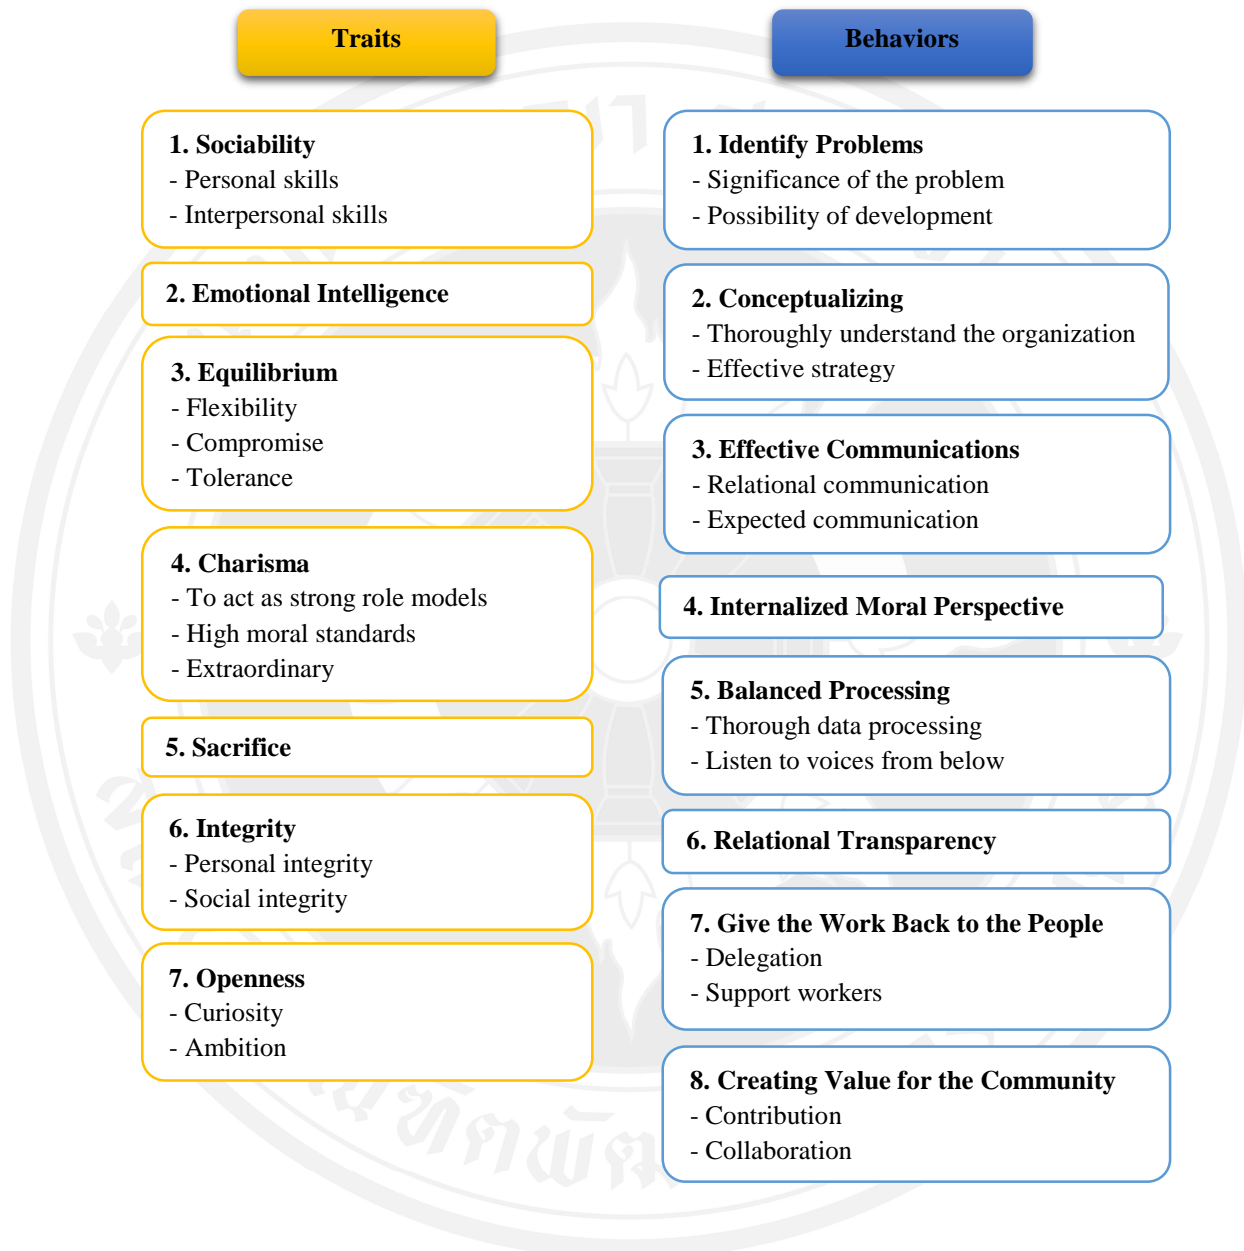 Traits
1. Sociability
- Personal skills
- Interpersonal skills
2. Emotional Intelligence
3. Equilibrium
- Flexibility
- Compromise
- Tolerance
4. Charisma
- To act as strong role models
- High moral standards
- Extraordinary
5. Sacrifice
6. Integrity
- Personal integrity
- Social integrity
7. Openness
- Curiosity
- Ambition
Behaviors
1. Identify Problems
- Significance of the problem
- Possibility of development
2. Conceptualizing
- Thoroughly understand the organization
- Effective strategy
3. Effective Communications
- Relational communication
- Expected communication
4. Internalized Moral Perspective
5. Balanced Processing
- Thorough data processing
- Listen to voices from below
6. Relational Transparency
7. Give the Work Back to the People
- Delegation
- Support workers
8. Creating Value for the Community
- Contribution
- Collaboration